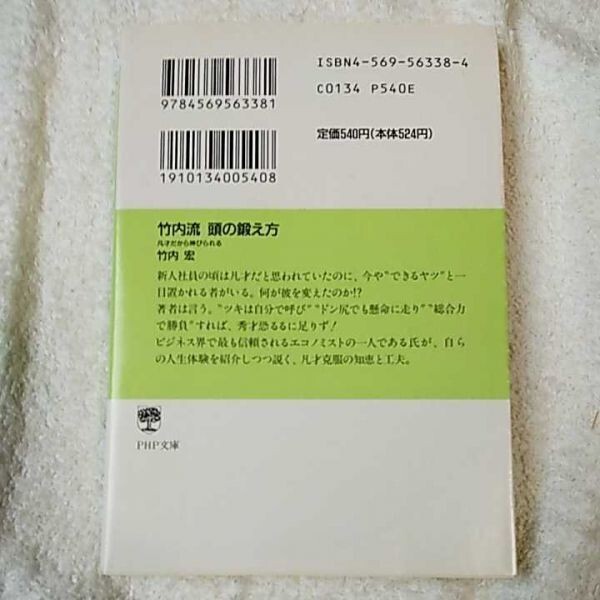 ISBN4-569-56338-4
9784569563381
C0134 P540E
定価540円(本体524円)
1910134005408
竹内流 頭の鍛え方
凡才だから伸びられる
竹内 宏
新人社員の頃は凡才だと思われていたのに、今や“できるヤツ”と一
目置かれる者がいる。何が彼を変えたのか!?
著者は言う。“ツキは自分で呼び”“ドン尻でも懸命に走り”“総合力
で勝負”すれば、秀才恐るるに足りず!
ビジネス界で最も信頼されるエコノミストの一人である氏が、自ら
の人生体験を紹介しつつ説く、凡才克服の知恵と工夫。
PHP文庫